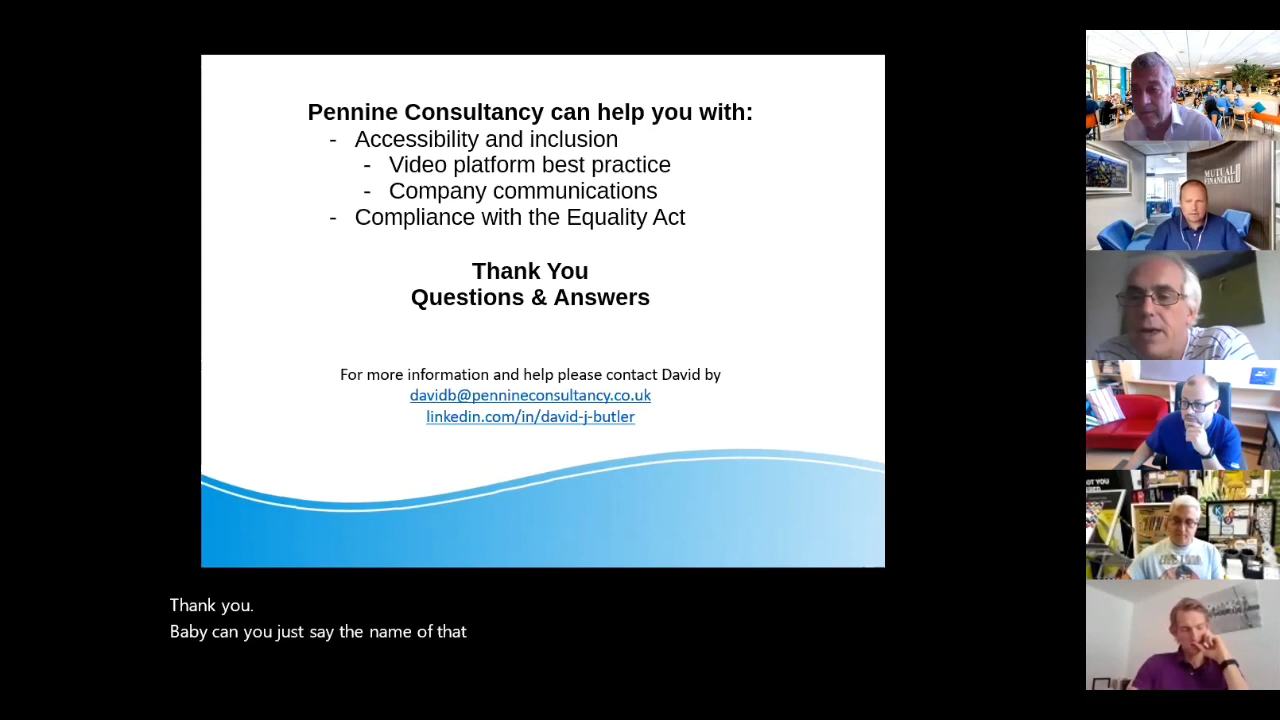 Pennine Consultancy can help you with:
- Accessibility and inclusion
- Video platform best practice
- Company communications
- Compliance with the Equality Act
Thank You
Questions & Answers
For more information and help please contact David by
davidb@pennineconsultancy.co.uk
linkedin.com/in/david-j-butler
Thank you.
Baby can you just say the name of that
MUTUAL
FINANCIAL